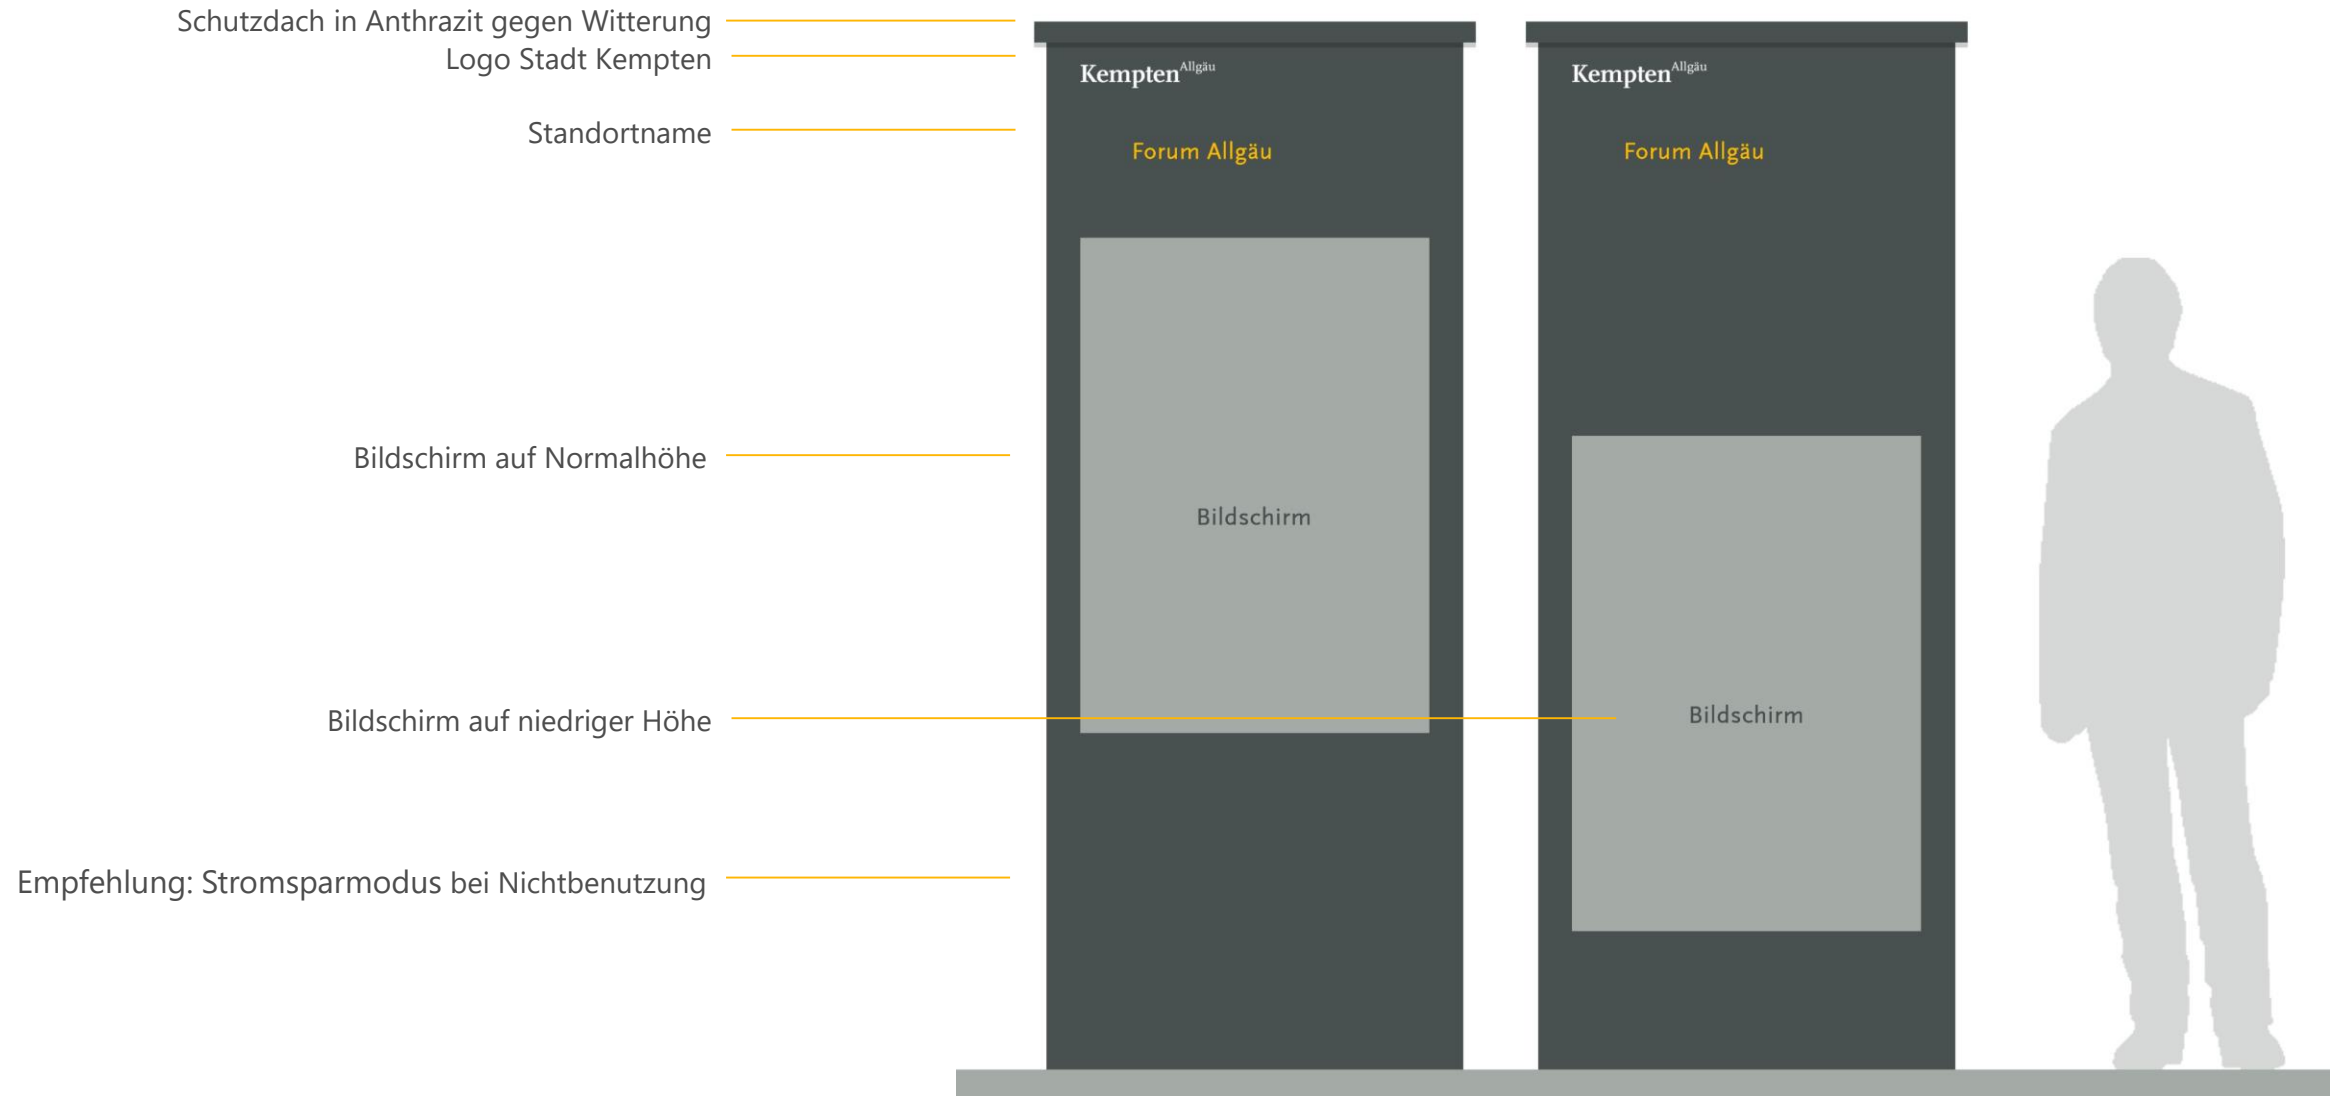 Schutzdach in Anthrazit gegen Witterung
Logo Stadt Kempten
Standortname
Bildschirm auf Normalhöhe
Bildschirm auf niedriger Höhe
Empfehlung: Stromsparmodus bei Nichtbenutzung
KemptenAllgäu
Forum Allgäu
Bildschirm
KemptenAllgäu
Forum Allgäu
Bildschirm